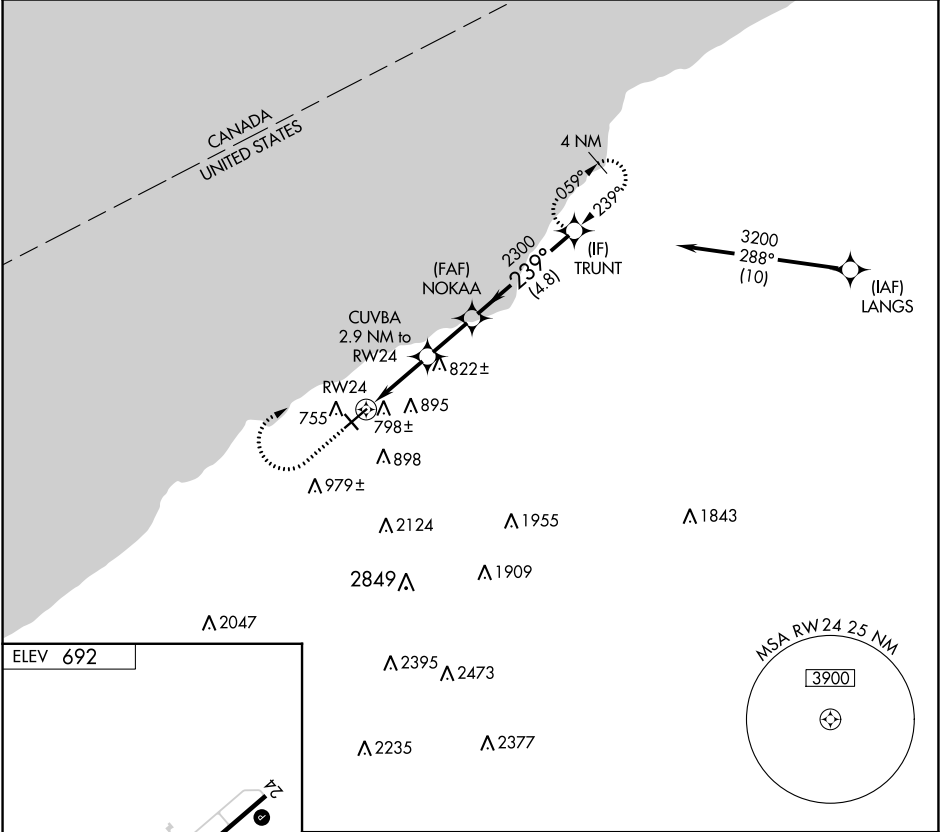 CANADA
UNITED STATES
4 NM
059°
239°
(IF)
TRUNT
2300
239°
(4.8)
3200
288°
(10)
(IAF)
LANGS
(FAF)
NOKAA
CUVBA
2.9 NM to
RW24
822±
RW24
755
798±
895
898
979±
2124
1955
1843
2849
1909
2047
2395
2473
2235
2377
MSA RW24 25 NM
3900
ELEV 692
24
P